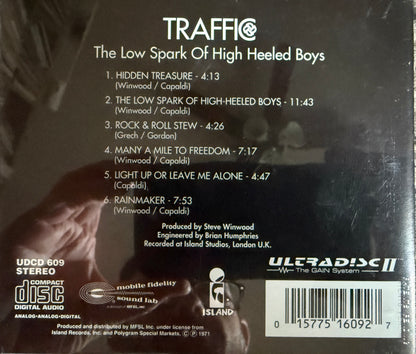 TRAFFIC
The Low Spark Of High Heeled Boys
1. HIDDEN TREASURE - 4:13
(Winwood / Capaldi)
2. THE LOW SPARK OF HIGH-HEELED BOYS - 11:43
(Winwood / Capaldi)
3. ROCK & ROLL STEW - 4:26
(Grech / Gordon)
4. MANY A MILE TO FREEDOM - 7:17
(Winwood / Capaldi)
5. LIGHT UP OR LEAVE ME ALONE - 4:47
(Capaldi)
6. RAINMAKER - 7:53
(Winwood / Capaldi)
Produced by Steve Winwood
Engineered by Brian Humphries
Recorded at Island Studios, London U.K.
UDCD 609
STEREO
COMPACT
disc
DIGITAL AUDIO
ANALOG-ANALOG-DIGITAL
mobile fidelity
sound lab
ISLAND
ULTRADISC II
The GAIN System
Produced and distributed by MFSL Inc. under license from
Island Records, Inc. and Polygram Special Markets. Ⓟ © 1971
0 15775 16092 7